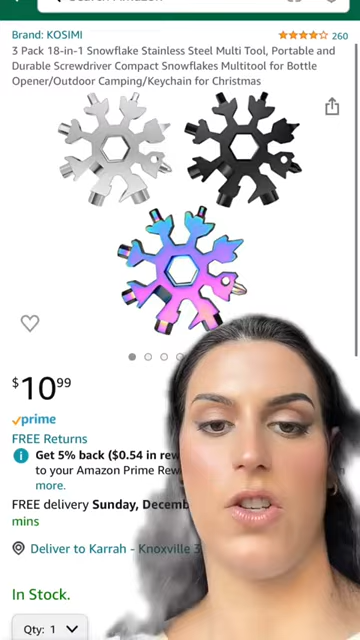 Brand: KOSIMI
260
3 Pack 18-in-1 Snowflake Stainless Steel Multi Tool, Portable and
Durable Screwdriver Compact Snowflakes Multitool for Bottle
Opener/Outdoor Camping/Keychain for Christmas
$10 99
prime
FREE Returns
Get 5% back ($0.54 in rew
to your Amazon Prime Rew
more.
FREE delivery Sunday, Decemb
mins
Deliver to Karrah - Knoxville 3
In Stock.
Qty: 1